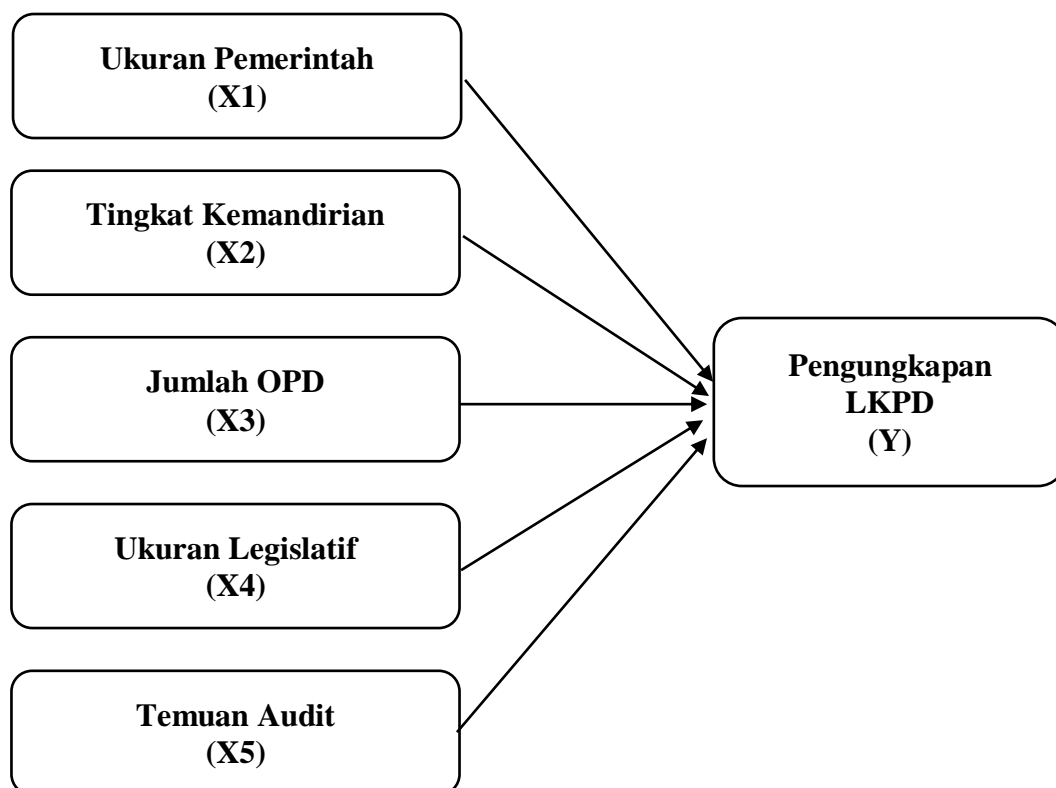 Ukuran Pemerintah
(X1)
Tingkat Kemandirian
(X2)
Jumlah OPD
(X3)
Ukuran Legislatif
(X4)
Temuan Audit
(X5)
Pengungkapan
LKPD
(Y)